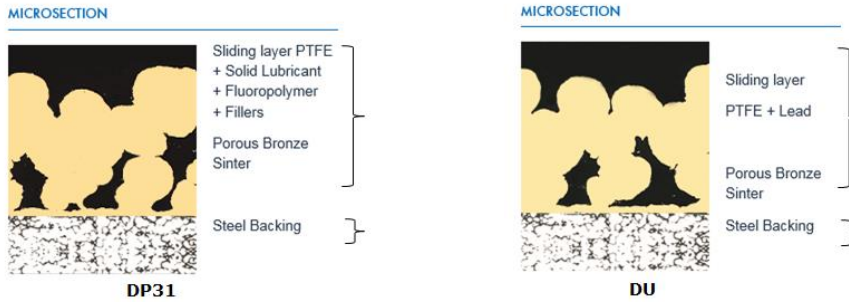 MICROSECTION
Sliding layer PTFE
+ Solid Lubricant
+ Fluoropolymer
+ Fillers
Porous Bronze
Sinter
Steel Backing
DP31
MICROSECTION
Sliding layer
PTFE + Lead
Porous Bronze
Sinter
Steel Backing
DU